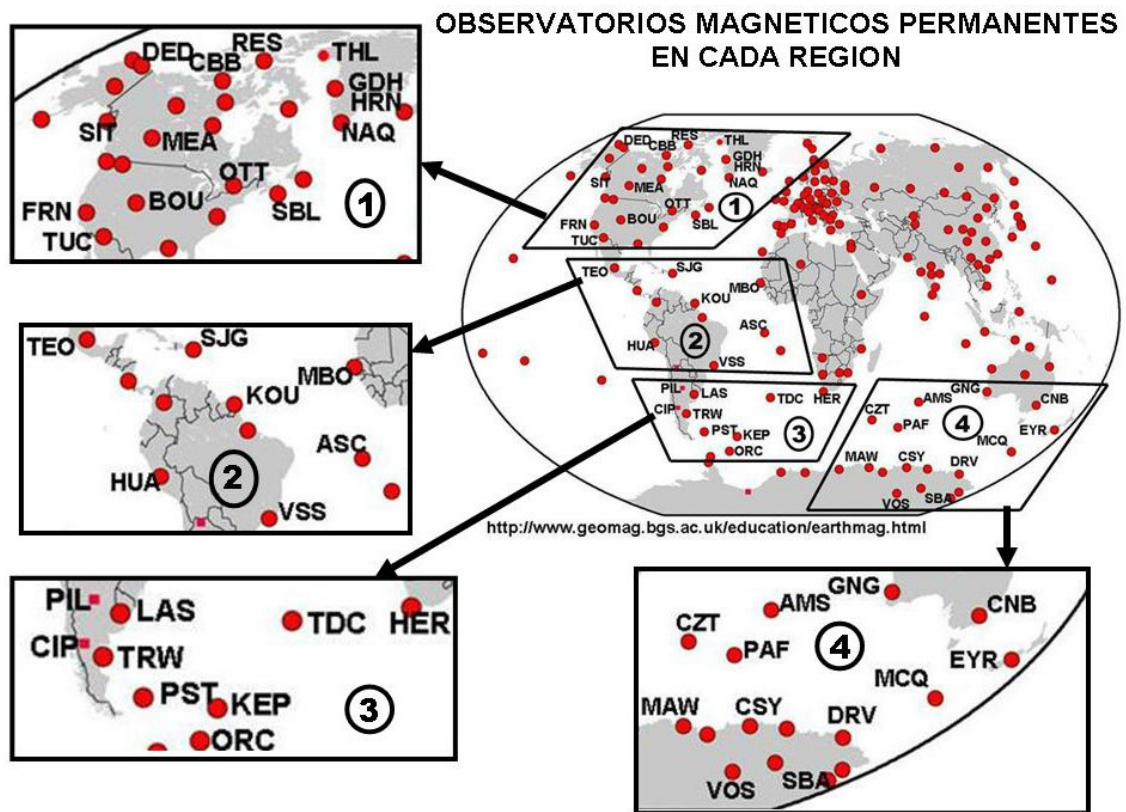 OBSERVATORIOS MAGNETICOS PERMANENTES
EN CADA REGION
DED
RES
CBB
THL
GDH
HRN
SIT
MEA
NAQ
OTT
BOU
1
FRN
SBL
TUC
DED
RES
THL
CBB
GDH
HRN
SIT
MEA
NAQ
OTT
1
FRN
BOU
SBL
TUC
TEO
SJG
MBO
KOU
ASC
2
HUA
VSS
PIL
LAS
TDC
HER
CIP
TRW
PST
KEP
3
ORC
GNG
AMS
CNB
CZT
PAF
4
EYR
MCQ
MAW
CSY
DRV
VOS
SBA
http://www.geomag.bgs.ac.uk/education/earthmag.html
TEO
SJG
MBO
KOU
ASC
HUA
2
VSS
PIL
LAS
TDC
HER
CIP
TRW
PST
KEP
3
ORC
GNG
AMS
CNB
CZT
PAF
4
EYR
MCQ
MAW
CSY
DRV
VOS
SBA